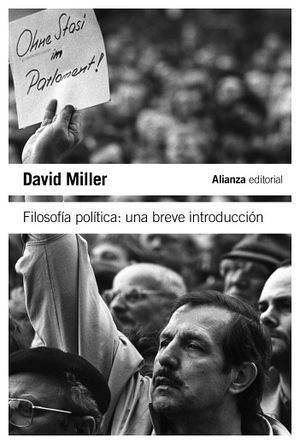 Ohne Stasi
im
Parlament!
David Miller
Alianza editorial
Filosofía política: una breve introducción